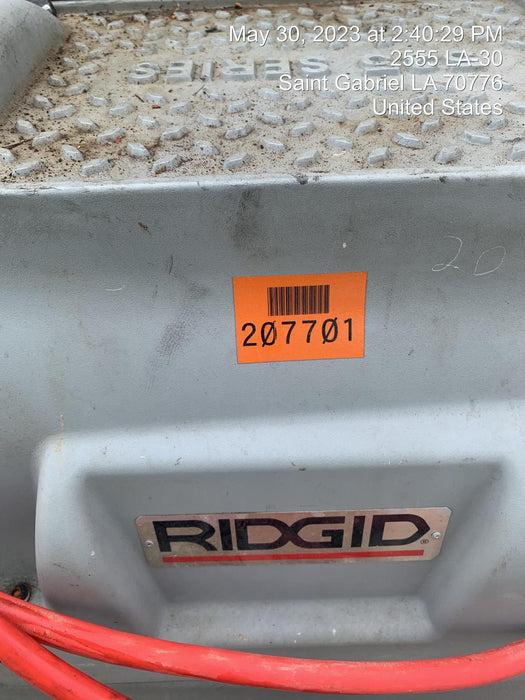 May 30, 2023 at 2:40:29 PM
2555 LA-30
Saint Gabriel LA 70776
United States
SERIES
20
207701
RIDGID®